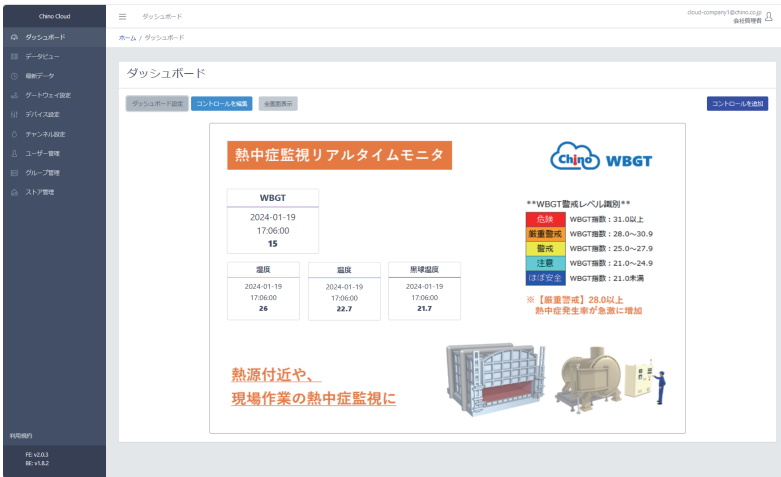 Chino Cloud
ダッシュボード
データビュー
最新データ
ゲートウェイ設定
デバイス設定
チャンネル設定
ユーザー管理
グループ管理
ストア管理
利用規約
FE: v2.0.3
BE: v1.8.2
ダッシュボード
cloud-company1@chino.co.jp
会社管理者
ホーム / ダッシュボード
ダッシュボード
ダッシュボード設定 コントロールを編集 全画面表示 コントロールを追加
熱中症監視リアルタイムモニタ
Chino WBGT
WBGT
2024-01-19
17:06:00
15
湿度
2024-01-19
17:06:00
26
温度
2024-01-19
17:06:00
22.7
黒球温度
2024-01-19
17:06:00
21.7
**WBGT警戒レベル識別**
危険 WBGT指数：31.0以上
厳重警戒 WBGT指数：28.0～30.9
警戒 WBGT指数：25.0～27.9
注意 WBGT指数：21.0～24.9
ほぼ安全 WBGT指数：21.0未満
※【厳重警戒】28.0以上
熱中症発生率が急激に増加
熱源付近や、
現場作業の熱中症監視に